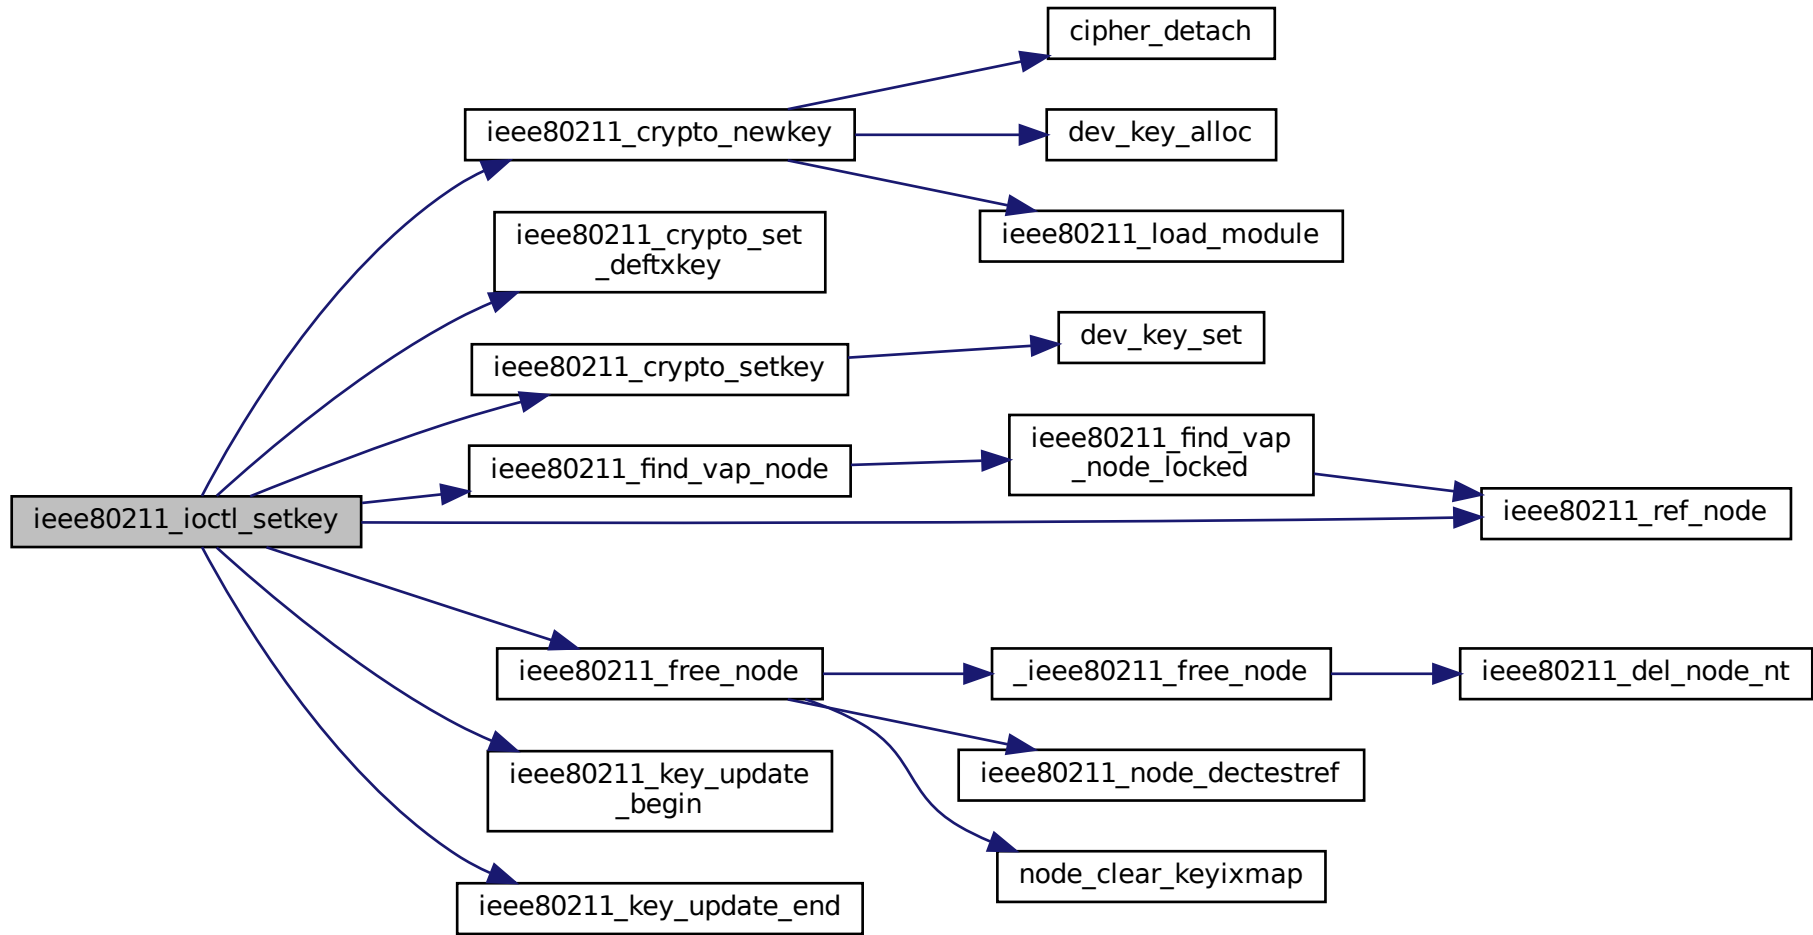 cipher_detach
ieee80211_crypto_newkey
dev_key_alloc
ieee80211_load_module
ieee80211_crypto_set
_deftxkey
dev_key_set
ieee80211_crypto_setkey
ieee80211_find_vap
_node_locked
ieee80211_find_vap_node
ieee80211_ioctl_setkey
ieee80211_ref_node
ieee80211_free_node
_ieee80211_free_node
ieee80211_del_node_nt
ieee80211_key_update
_begin
ieee80211_node_dectestref
node_clear_keyixmap
ieee80211_key_update_end